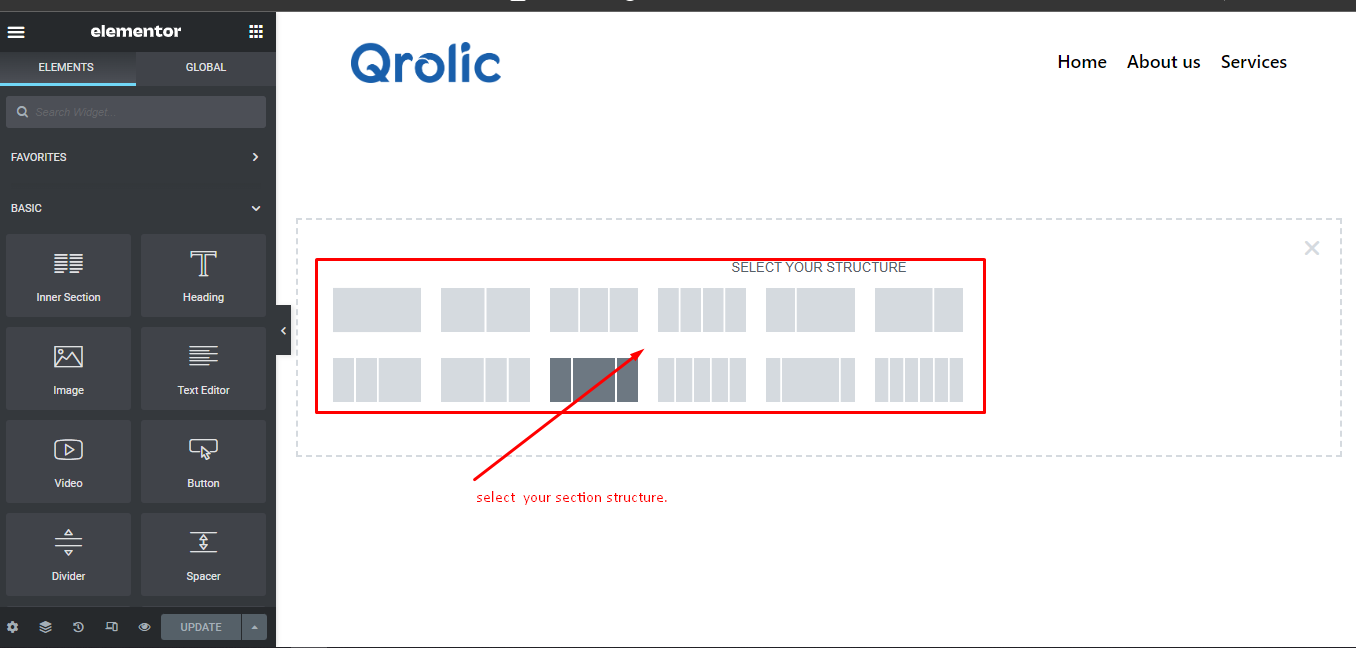 elementor
ELEMENTS GLOBAL
Search Widget
FAVORITES
BASIC
Inner Section Heading
Image Text Editor
Video Button
Divider Spacer
UPDATE
Qrolic
Home About us Services
SELECT YOUR STRUCTURE
select your section structure.